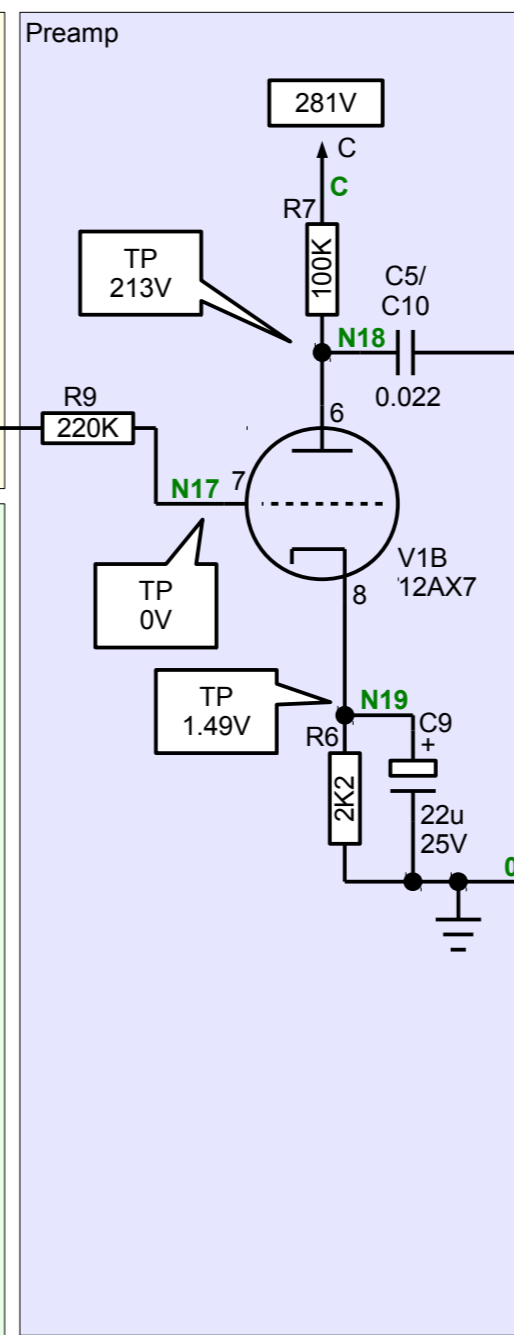 Preamp
281V
C
C
R7
100K
TP
213V
C5/
C10
N18
0.022
6
R9
220K
7
N17
V1B
12AX7
TP
0V
8
TP
1.49V
N19
R6
C9
+
2K2
22u
25V
0